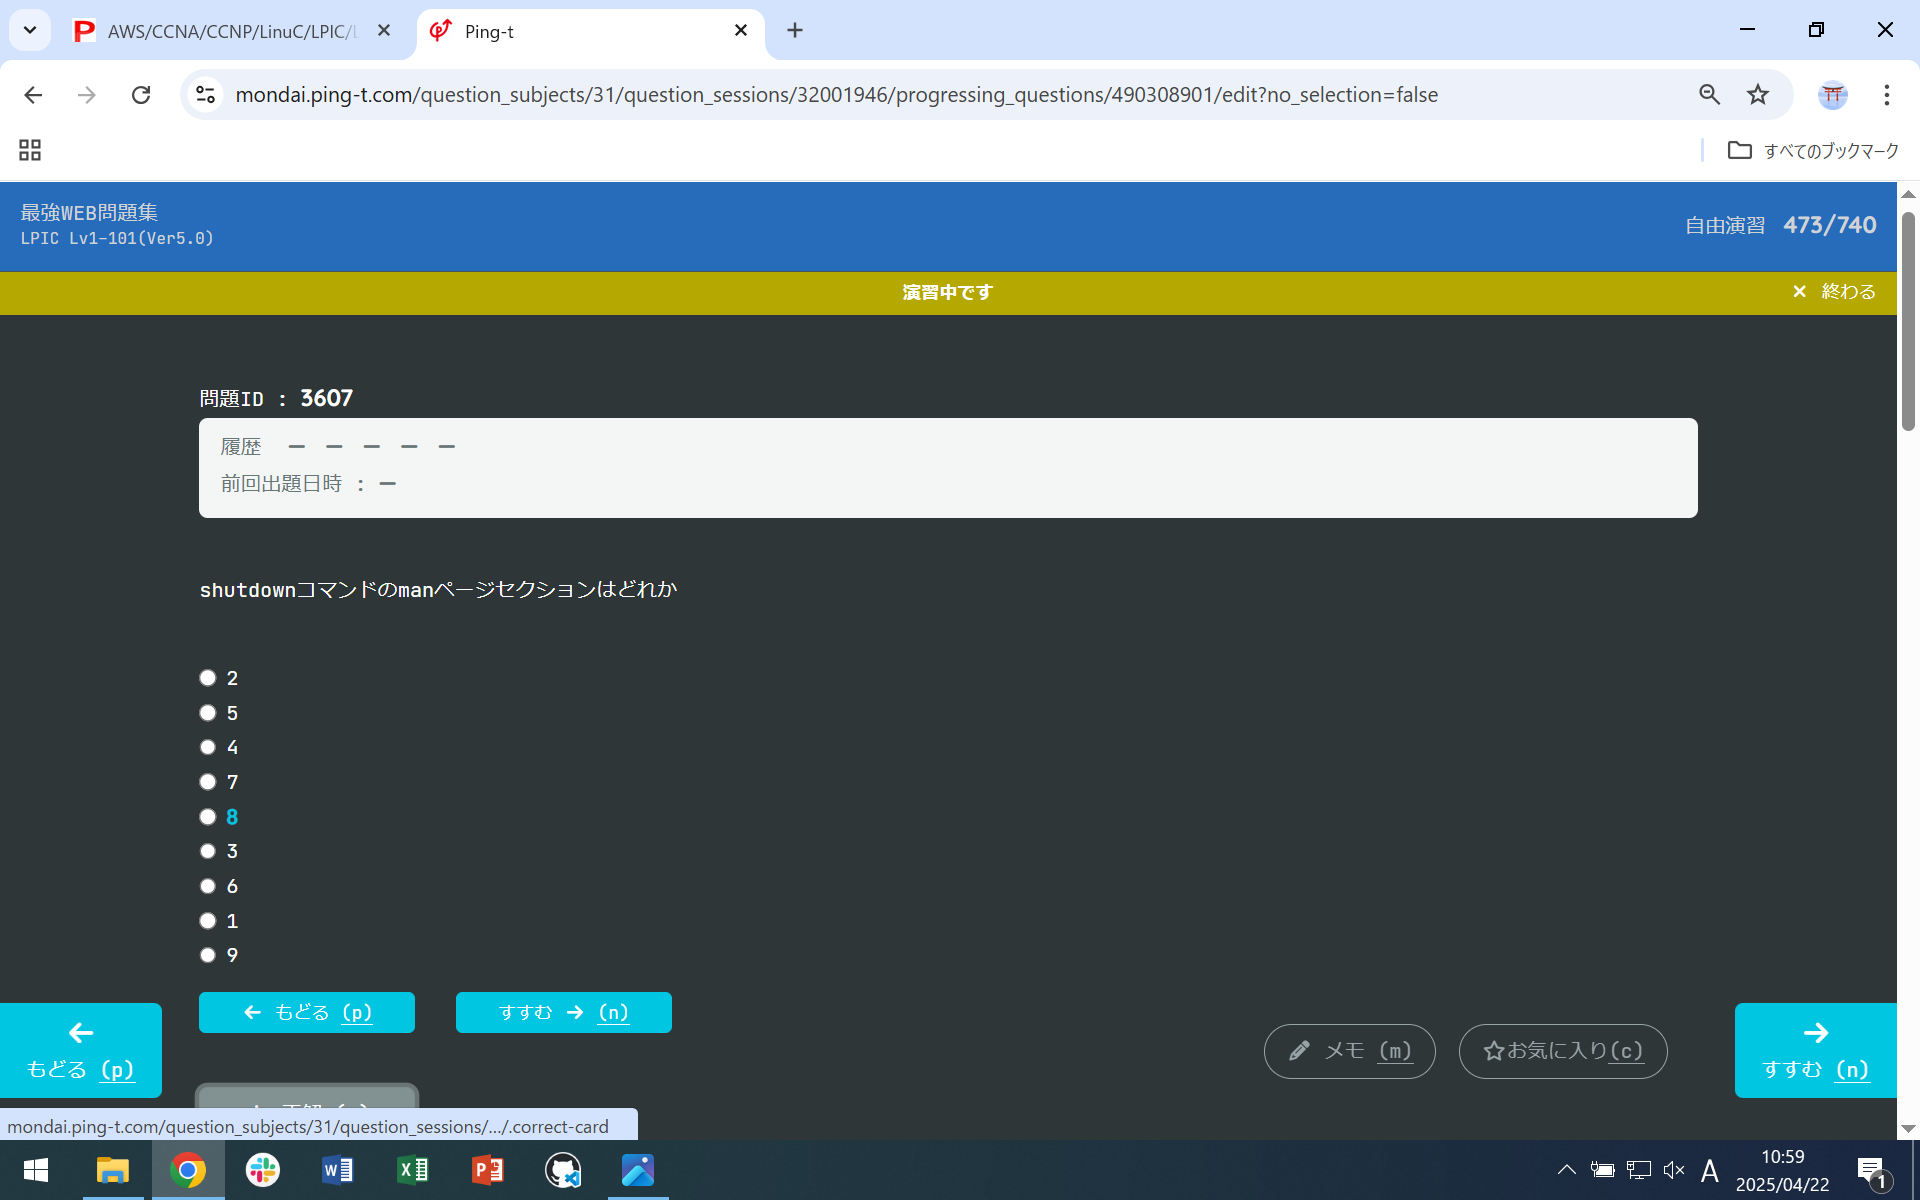 AWS/CCNA/CCNP/LinuC/LPIC/
Ping-t
mondai.ping-t.com/question_subjects/31/question_sessions/32001946/progressing_questions/490308901/edit?no_selection=false
すべてのブックマーク
最強WEB問題集
LPIC Lv1-101(Ver5.0)
自由演習 473/740
演習中です
× 終わる
問題ID : 3607
履歴 ー ー ー ー ー
前回出題日時 : ー
shutdownコマンドのmanページセクションはどれか
2
5
4
7
8
3
6
1
9
← もどる (p)
すすむ → (n)
←
もどる (p)
メモ (m)
お気に入り(c)
→
すすむ (n)
mondai.ping-t.com/question_subjects/31/question_sessions/.../.correct-card
A
10:59
2025/04/22
1